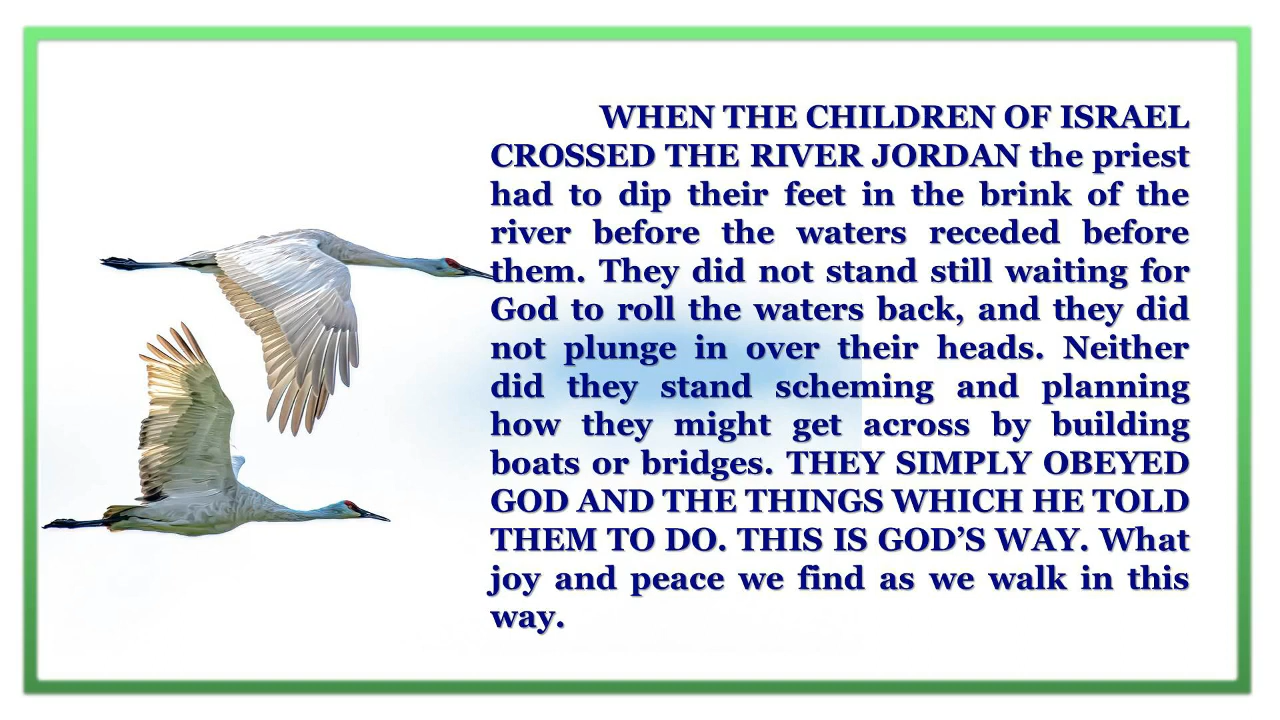 WHEN THE CHILDREN OF ISRAEL
CROSSED THE RIVER JORDAN the priest
had to dip their feet in the brink of the
river before the waters receded before
them. They did not stand still waiting for
God to roll the waters back, and they did
not plunge in over their heads. Neither
did they stand scheming and planning
how they might get across by building
boats or bridges. THEY SIMPLY OBEYED
GOD AND THE THINGS WHICH HE TOLD
THEM TO DO. THIS IS GOD’S WAY. What
joy and peace we find as we walk in this
way.